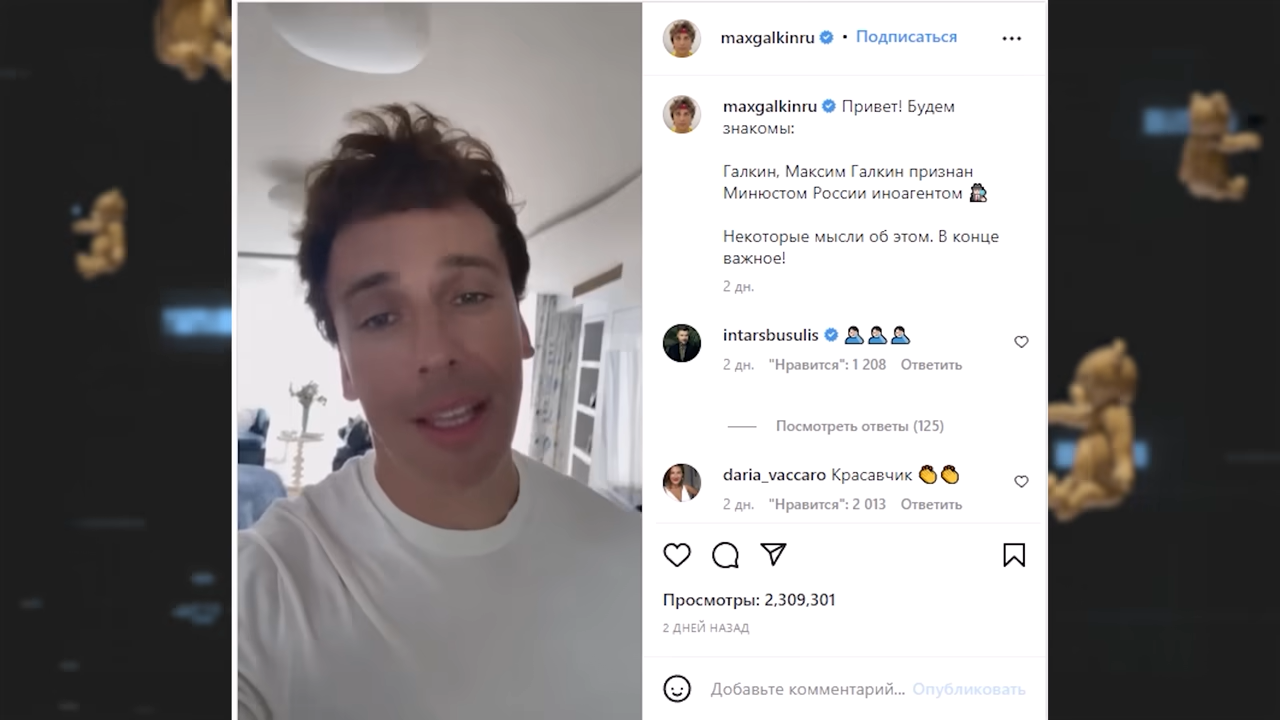 maxgalkinru • Подписаться
maxgalkinru Привет! Будем
знакомы:
Галкин, Максим Галкин признан
Минюстом России иноагентом
Некоторые мысли об этом. В конце
важное!
2 дн.
intarsbusulis
2 дн. "Нравится": 1 208 Ответить
Посмотреть ответы (125)
daria_vaccaro Красавчик
2 дн. "Нравится": 2 013 Ответить
Просмотры: 2,309,301
2 ДНЕЙ НАЗАД
Добавьте комментарий... Опубликовать